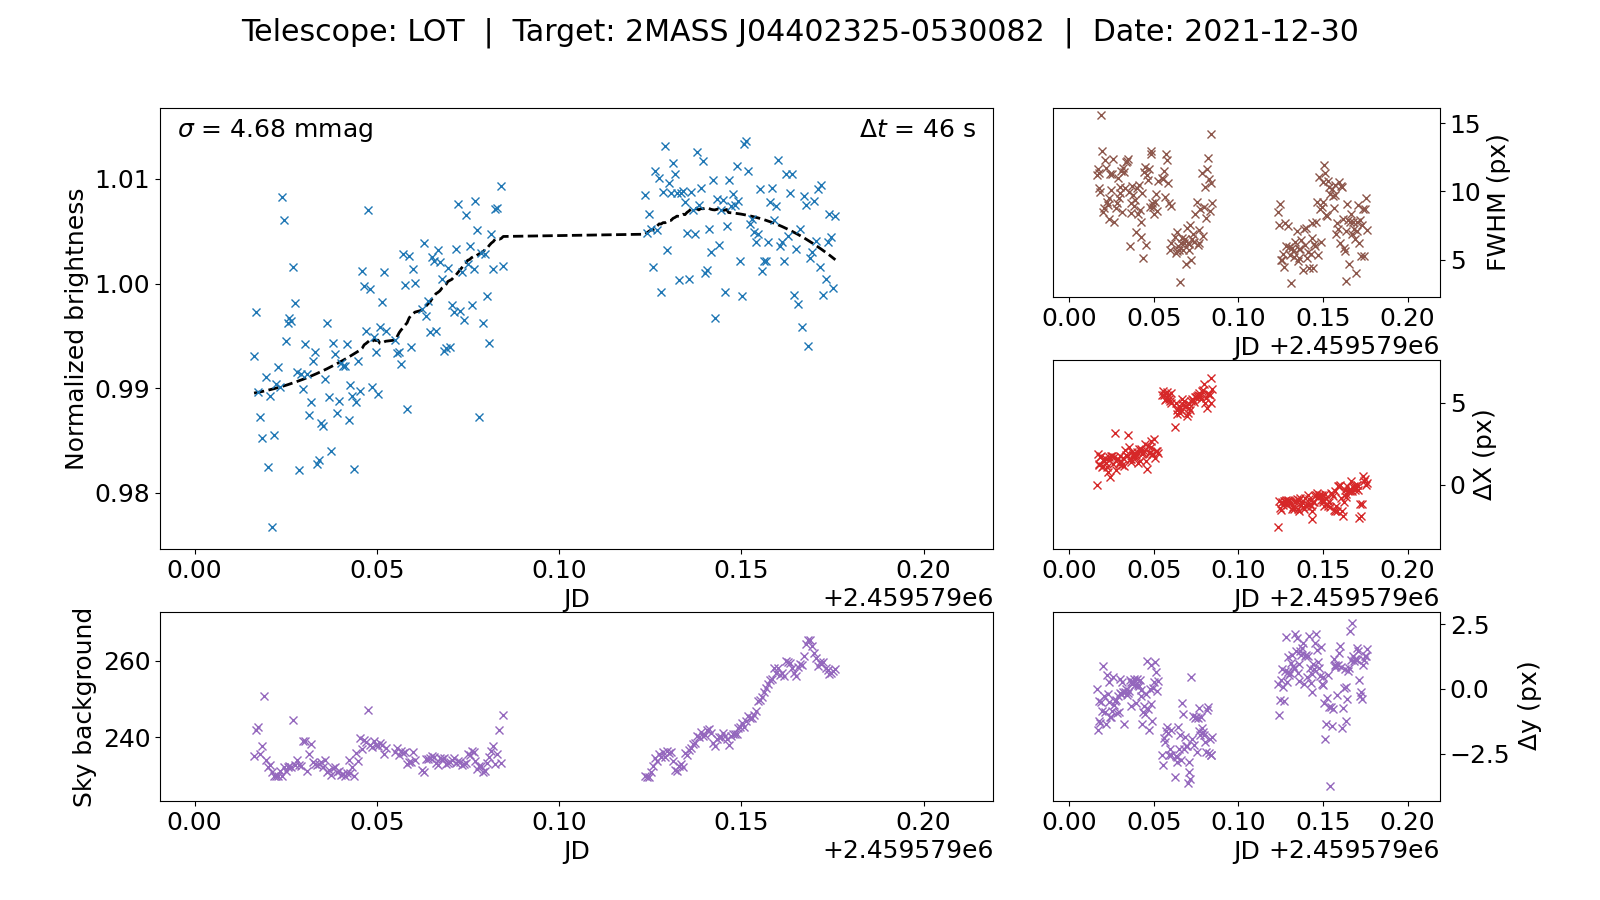 Telescope: LOT | Target: 2MASS J04402325-0530082 | Date: 2021-12-30
σ = 4.68 mmag
Δt = 46 s
Normalized brightness
1.01
1.00
0.99
0.98
0.00 0.05 0.10 0.15 0.20
JD
+2.459579e6
FWHM (px)
15
10
5
0.00 0.05 0.10 0.15 0.20
JD +2.459579e6
ΔX (px)
5
0
0.00 0.05 0.10 0.15 0.20
JD +2.459579e6
Sky background
260
240
0.00 0.05 0.10 0.15 0.20
JD
+2.459579e6
Δy (px)
2.5
0.0
−2.5
0.00 0.05 0.10 0.15 0.20
JD +2.459579e6